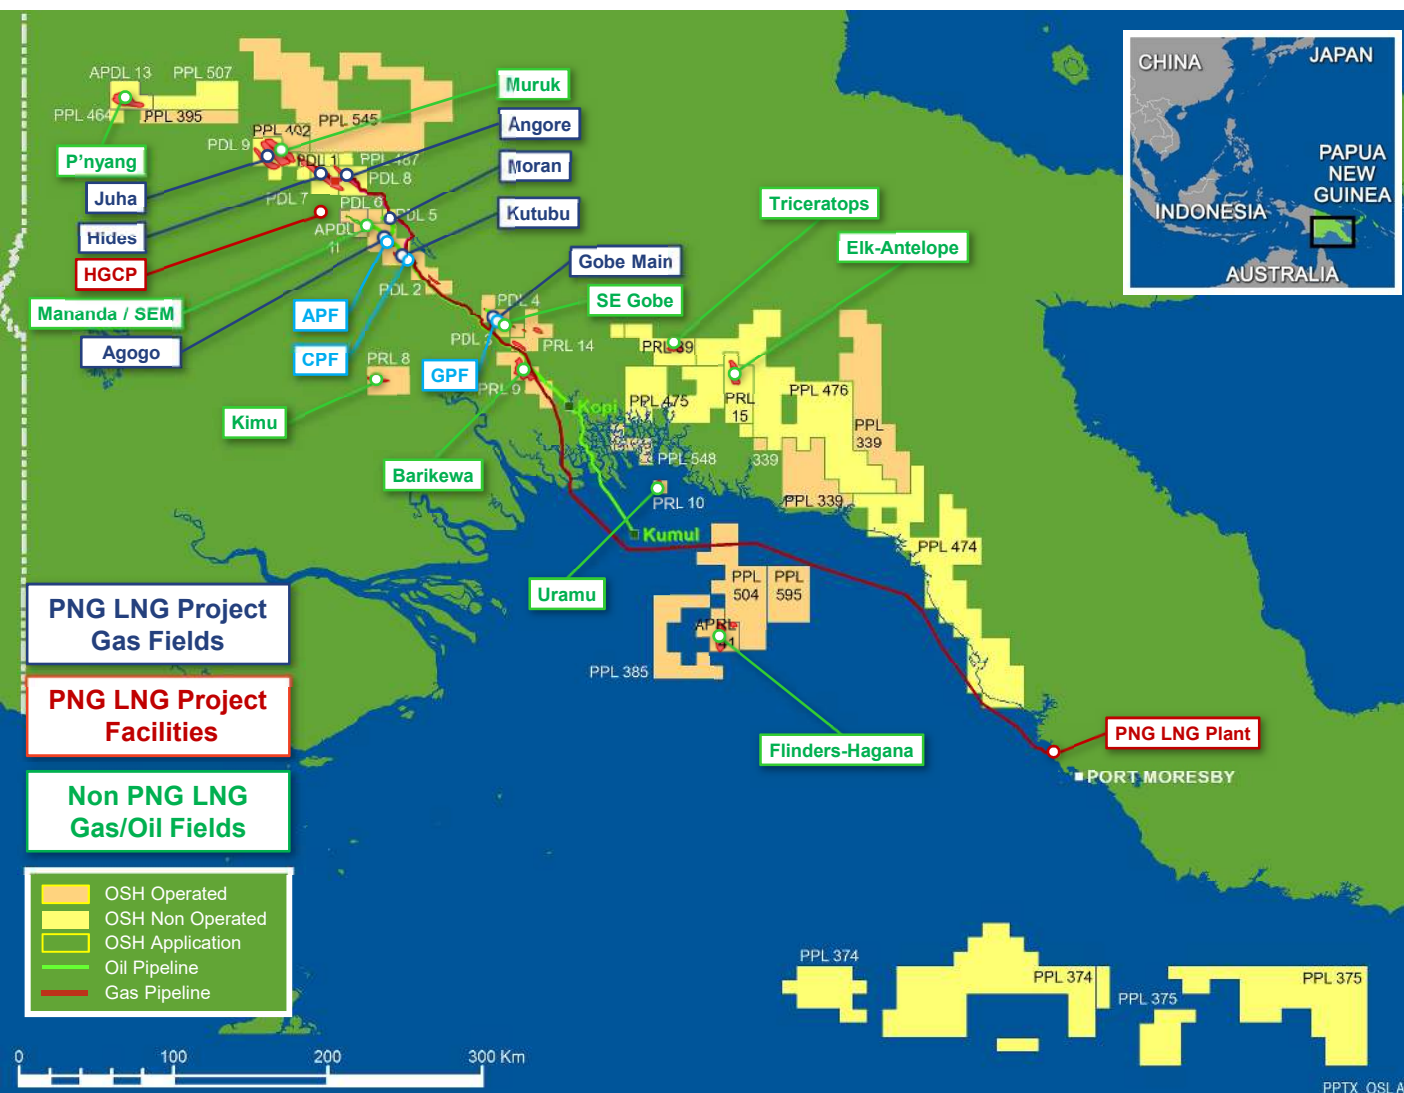 CHINA
JAPAN
PAPUA
NEW
GUINEA
INDONESIA
AUSTRALIA
APDL 13
PPL 507
PPL 464
PPL 395
Muruk
Angore
Moran
Kutubu
P'nyang
Juha
Hides
HGCP
Mananda / SEM
Agogo
PPL 402
PPL 545
PDL 9
PDL 1
PPL 487
PDL 8
PDL 7
PDL 6
PDL 5
PDL 2
APF
CPF
GPF
Gobe Main
SE Gobe
Triceratops
Elk-Antelope
PDL 4
PDL 3
PRL 14
PRL 8
PRL 9
Kimu
Barikewa
Kopi
PPL 475
PRL
15
PPL 476
PPL
339
339
PPL 339
PPL 548
PRL 10
Kumul
Uramu
PPL 474
PPL
504
PPL
595
PPL 385
Flinders-Hagana
PNG LNG Plant
PORT MORESBY
PNG LNG Project
Gas Fields
PNG LNG Project
Facilities
Non PNG LNG
Gas/Oil Fields
OSH Operated
OSH Non Operated
OSH Application
Oil Pipeline
Gas Pipeline
PPL 374
PPL 374
PPL 375
PPL 375
0
100
200
300 Km